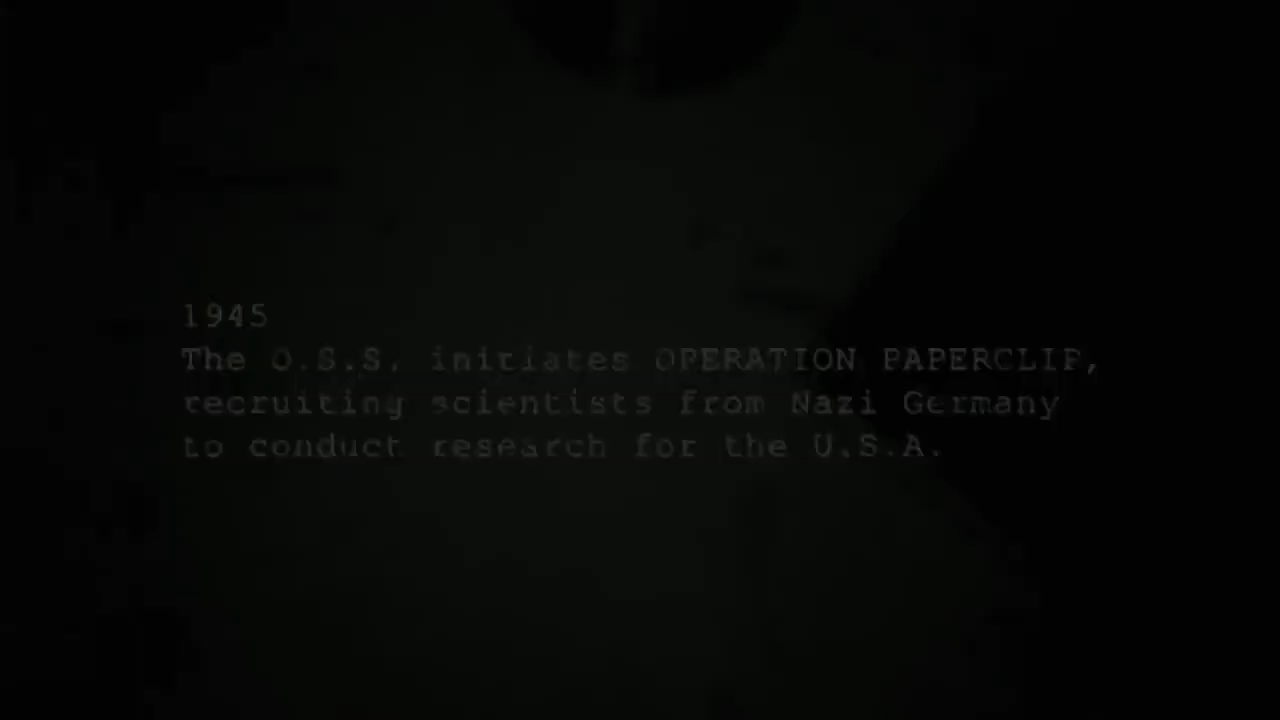 1945
The O.S.S. initiates OPERATION PAPERCLIP,
recruiting scientists from Nazi Germany
to conduct research for the U.S.A.